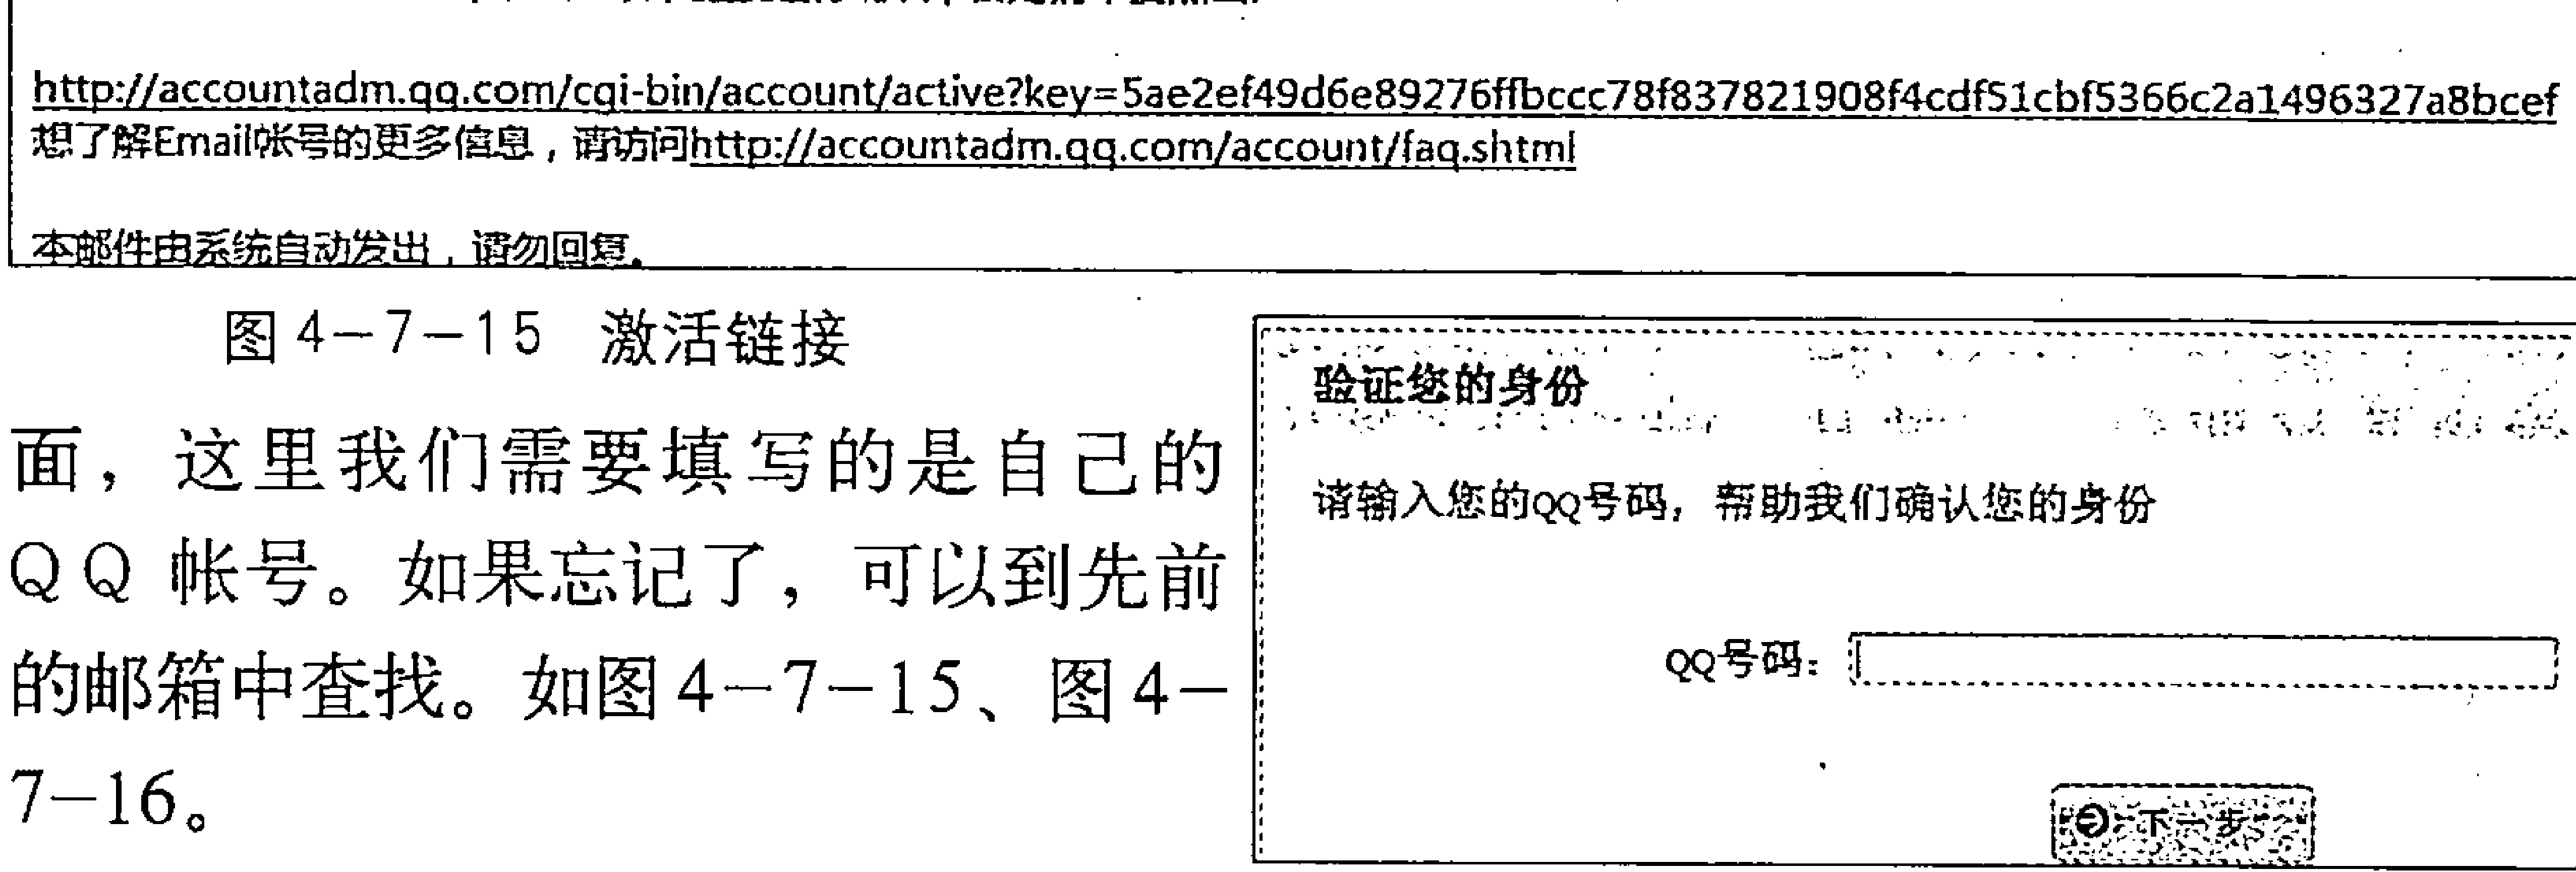 http://accountadm.qq.com/cgi-bin/account/active?key=5ae2ef49d6e89276ffbccc78f837821908f4cdf51cbf5366c2a1496327a8bcef
想了解Email帐号的更多信息，请访问http://accountadm.qq.com/account/faq.shtml
本邮件由系统自动发出，请勿回复。
图4-7-15 激活链接
面，这里我们需要填写的是自己的
QQ 帐号。如果忘记了，可以到先前
的邮箱中查找。如图4-7-15、图4-
7-16。
验证您的身份
请输入您的QQ号码，帮助我们确认您的身份
QQ号码：
下一步